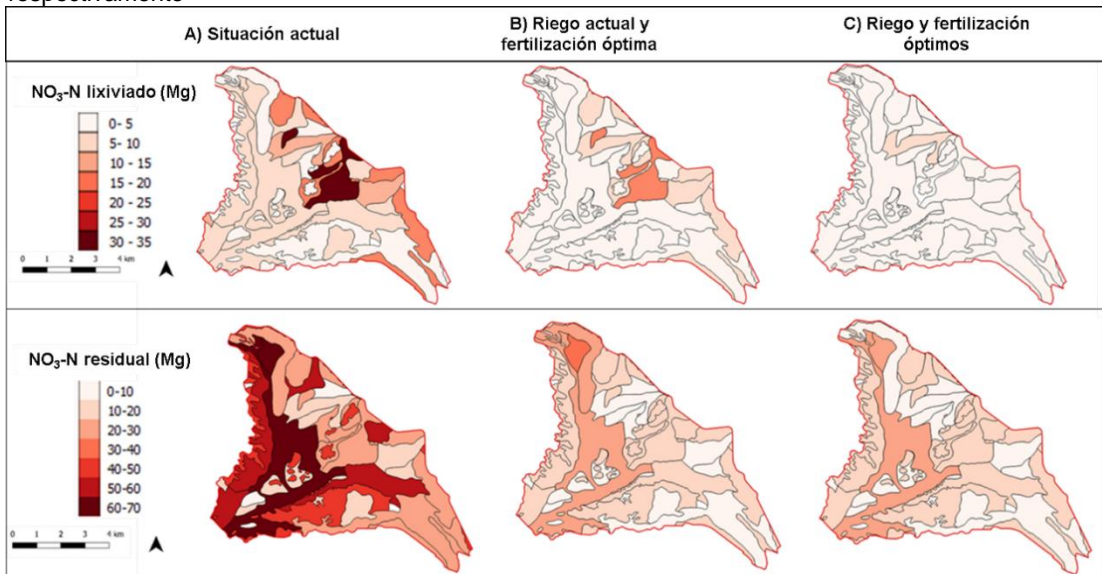 respectivamente
A) Situación actual
B) Riego actual y
fertilización óptima
C) Riego y fertilización
óptimos
NO₃-N lixiviado (Mg)
0- 5
5- 10
10 - 15
15 - 20
20 - 25
25 - 30
30 - 35
0 1 2 3 4 km
NO₃-N residual (Mg)
0-10
10-20
20-30
30-40
40-50
50-60
60-70
0 1 2 3 4 km